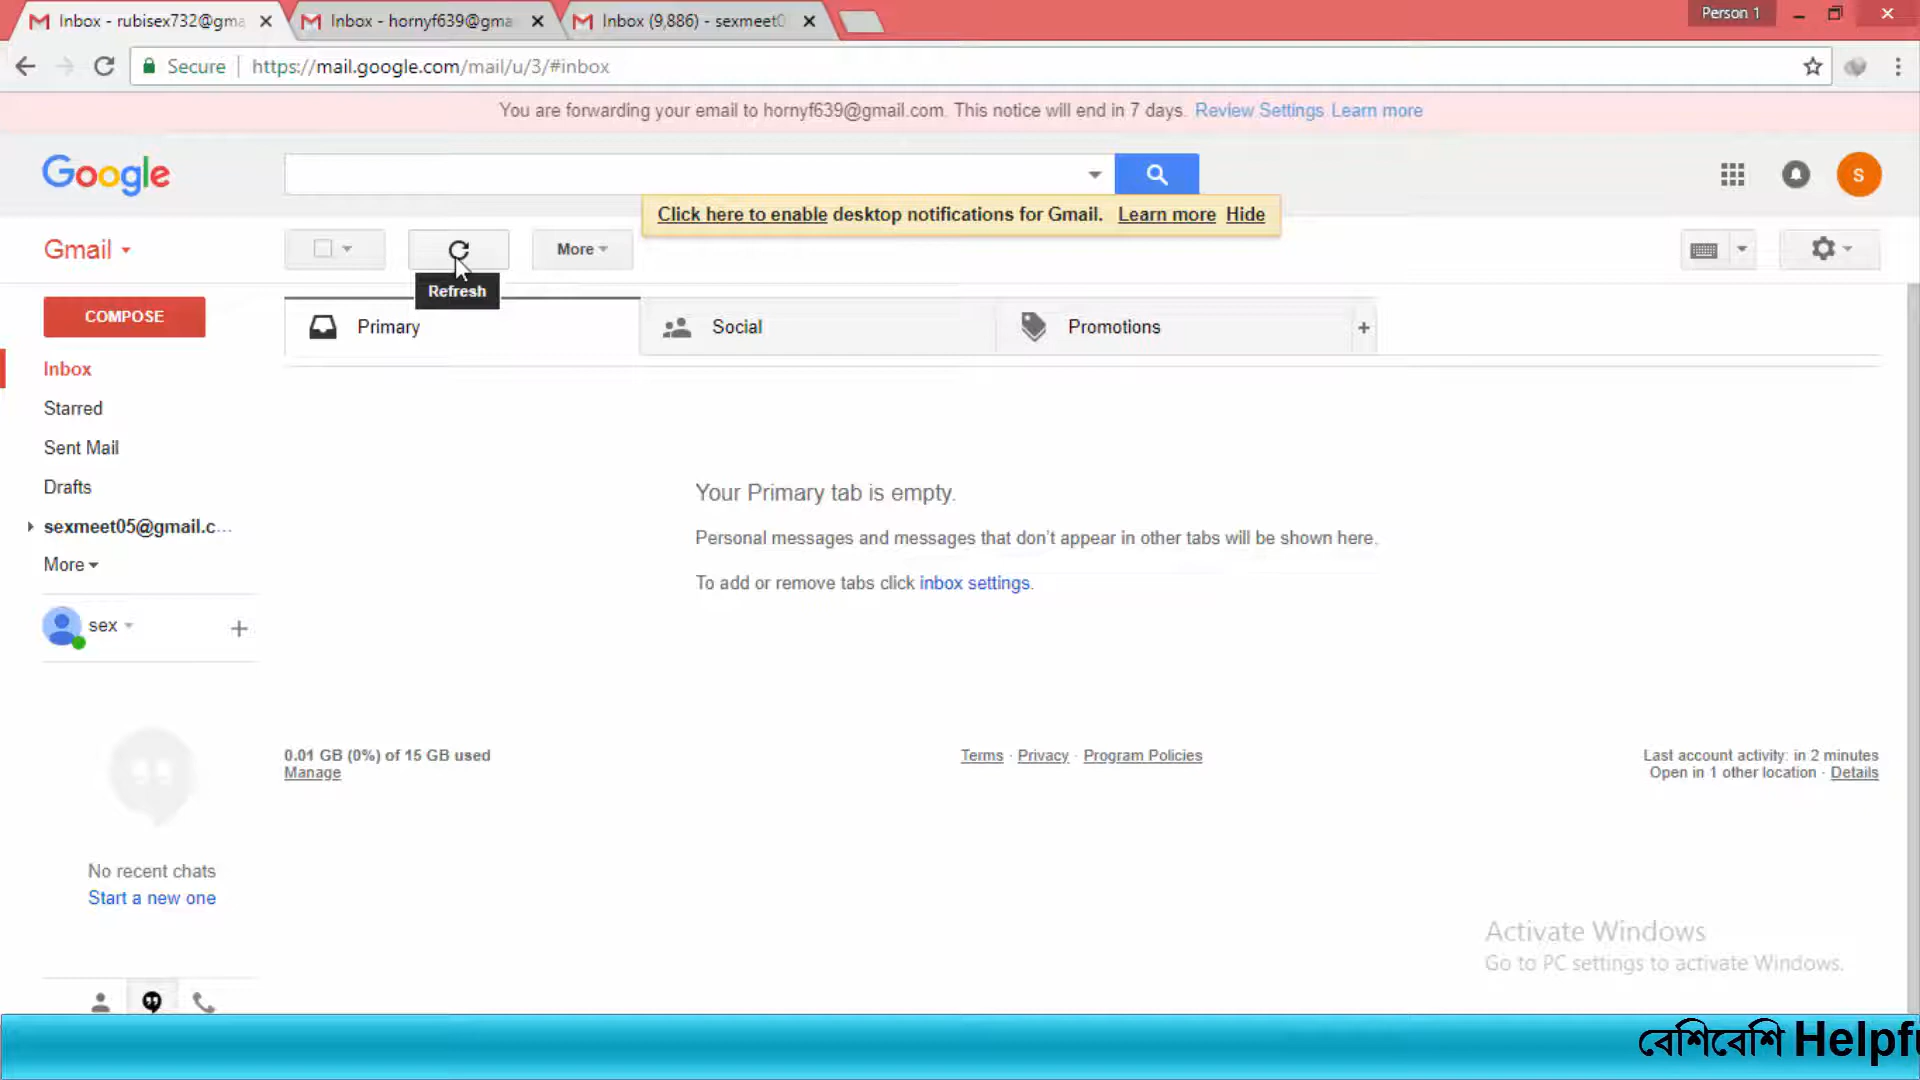 Inbox - rubisex732@gma
Inbox - hornyf639@gma
Inbox (9,886) - sexmeet0
Person 1
Secure
https://mail.google.com/mail/u/3/#inbox
You are forwarding your email to hornyf639@gmail.com. This notice will end in 7 days. Review Settings Learn more
Google
S
Click here to enable desktop notifications for Gmail. Learn more Hide
Gmail
More
Refresh
COMPOSE
Primary
Social
Promotions
+
Inbox
Starred
Sent Mail
Drafts
sexmeet05@gmail.c...
More
Your Primary tab is empty.
Personal messages and messages that don't appear in other tabs will be shown here.
To add or remove tabs click inbox settings.
sex
+
0.01 GB (0%) of 15 GB used
Manage
Terms · Privacy · Program Policies
Last account activity: in 2 minutes
Open in 1 other location · Details
No recent chats
Start a new one
Activate Windows
Go to PC settings to activate Windows.
বেশিবেশি Helpfu